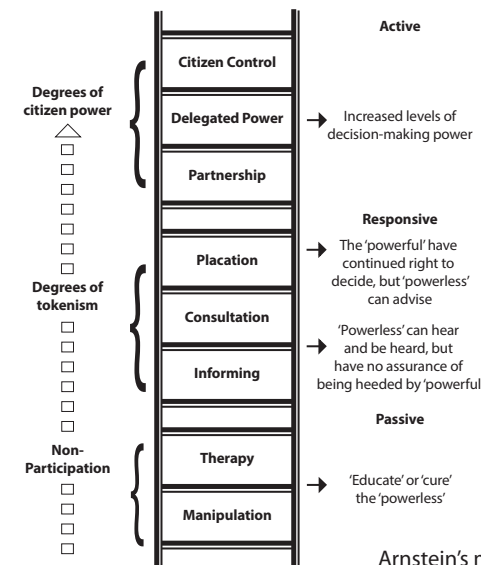 Active
Citizen Control
Degrees of
citizen power
Delegated Power
Increased levels of
decision-making power
Partnership
Responsive
Placation
The ‘powerful’ have
continued right to
decide, but ‘powerless’
can advise
Degrees of
tokenism
Consultation
‘Powerless’ can hear
and be heard, but
have no assurance of
being heeded by ‘powerful
Informing
Passive
Non-
Participation
Therapy
‘Educate’ or ‘cure’
the ‘powerless’
Manipulation
Arnstein’s